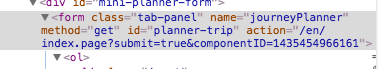 <div id="mini-planner-form">
▼<form class="tab-panel" name="journeyPlanner"
method="get" id="planner-trip" action="/en/
index.page?submit=true&componentID=1435454966161">
▼<ol>